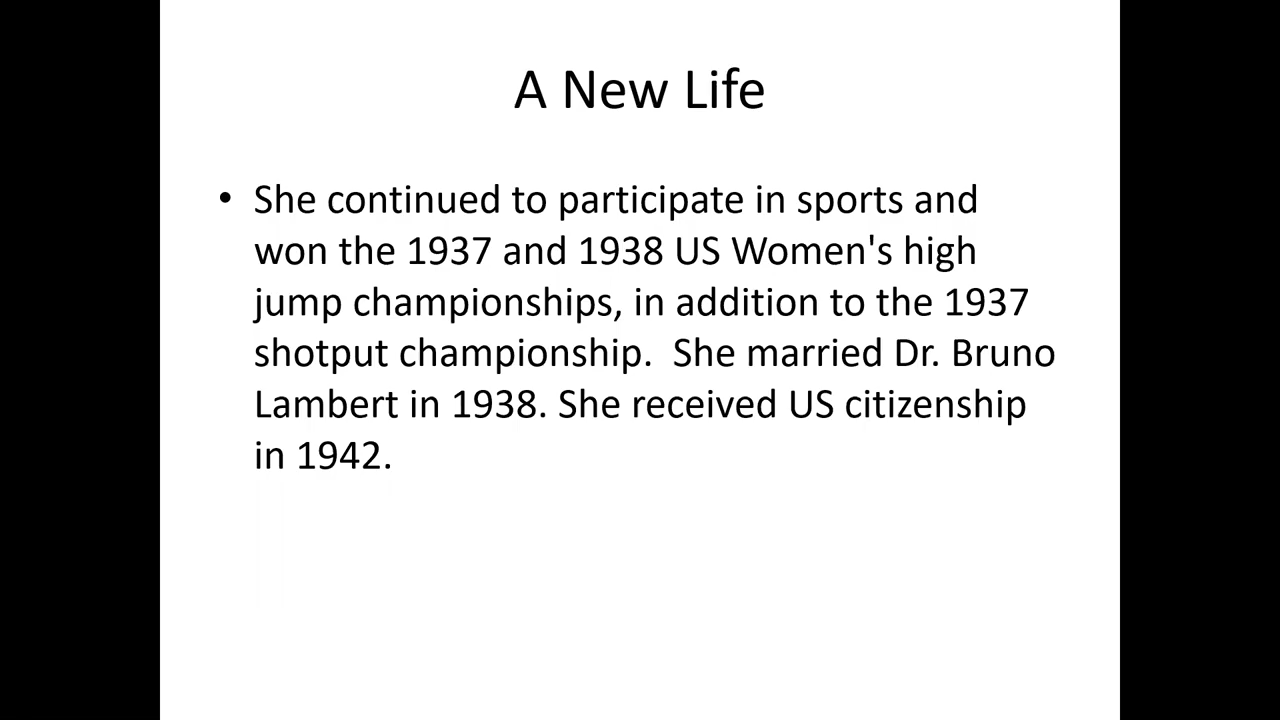 A New Life
• She continued to participate in sports and
won the 1937 and 1938 US Women's high
jump championships, in addition to the 1937
shotput championship.  She married Dr. Bruno
Lambert in 1938. She received US citizenship
in 1942.